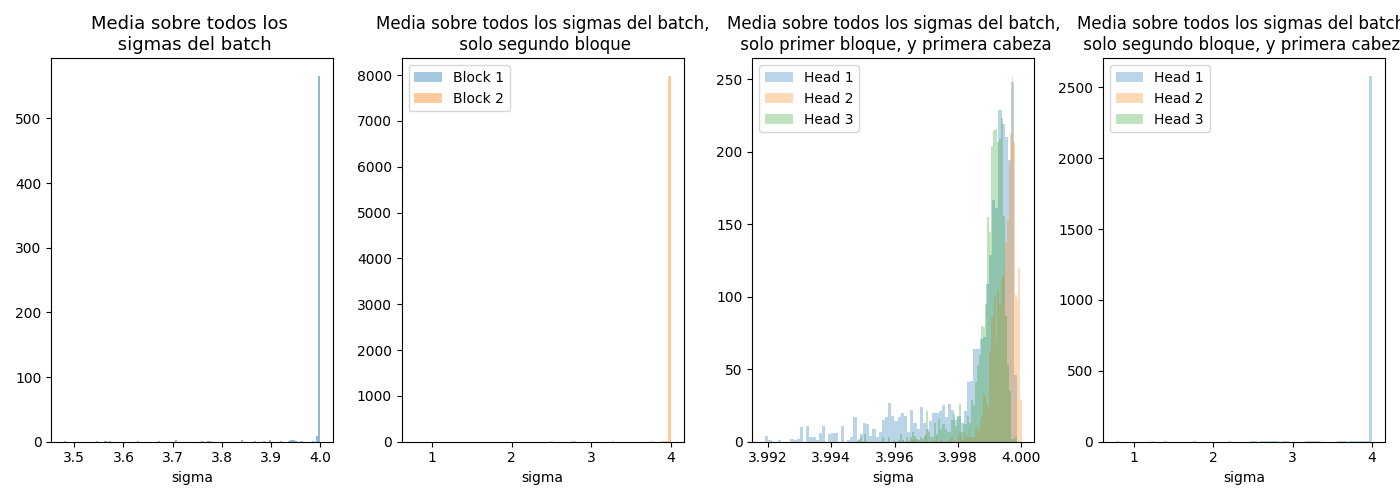 Media sobre todos los
sigmas del batch
500
400
300
200
100
0
3.5 3.6 3.7 3.8 3.9 4.0
sigma
Media sobre todos los sigmas del batch,
solo segundo bloque
Block 1
Block 2
8000
7000
6000
5000
4000
3000
2000
1000
0
1 2 3 4
sigma
Media sobre todos los sigmas del batch,
solo primer bloque, y primera cabeza
Head 1
Head 2
Head 3
250
200
150
100
50
0
3.992 3.994 3.996 3.998 4.000
sigma
Media sobre todos los sigmas del batch
solo segundo bloque, y primera cabez
Head 1
Head 2
Head 3
2500
2000
1500
1000
500
0
1 2 3 4
sigma